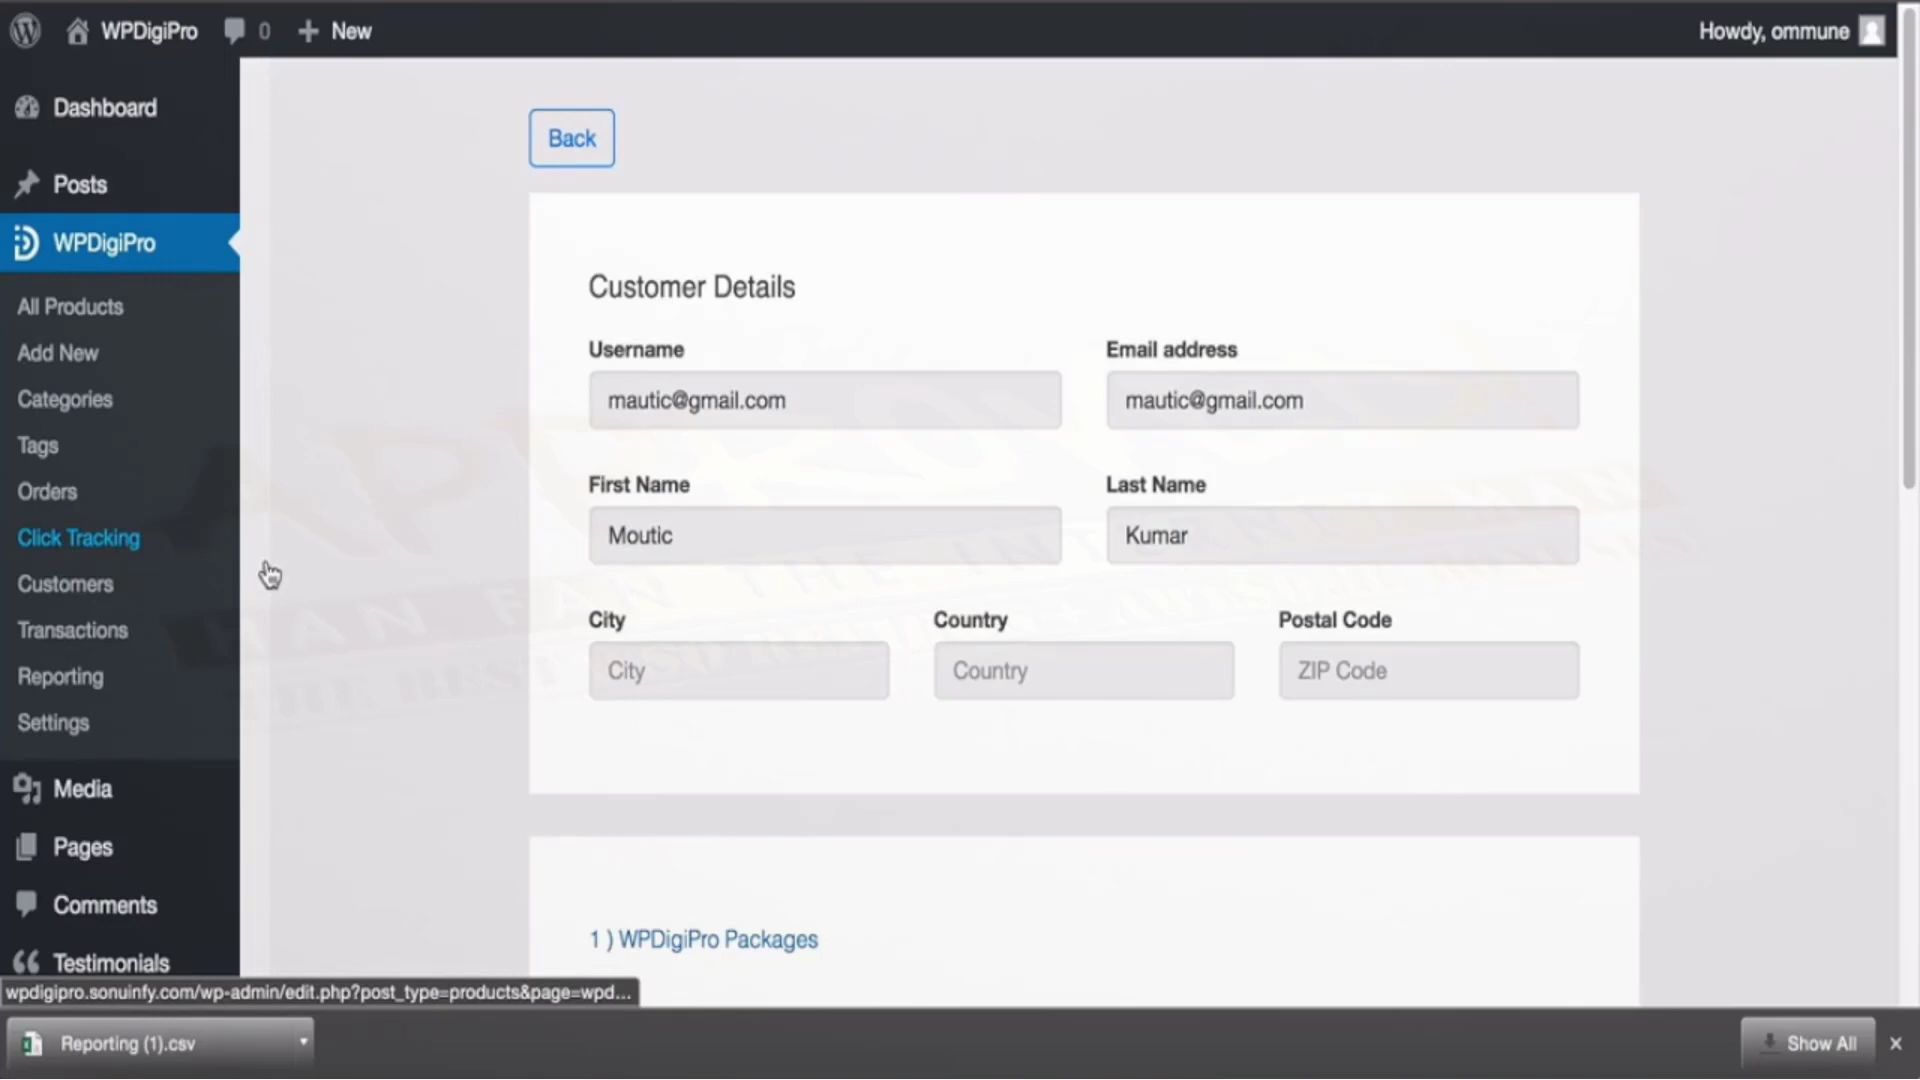 WPDigiPro 0 New
Howdy, ommune
Dashboard
Posts
WPDigiPro
All Products
Add New
Categories
Tags
Orders
Click Tracking
Customers
Transactions
Reporting
Settings
Media
Pages
Comments
Testimonials
Back
Customer Details
Username Email address
mautic@gmail.com mautic@gmail.com
First Name Last Name
Moutic Kumar
City Country Postal Code
City Country ZIP Code
1 ) WPDigiPro Packages
wpdigipro.sonuinfy.com/wp-admin/edit.php?post_type=products&page=wpd...
Reporting (1).csv
Show All